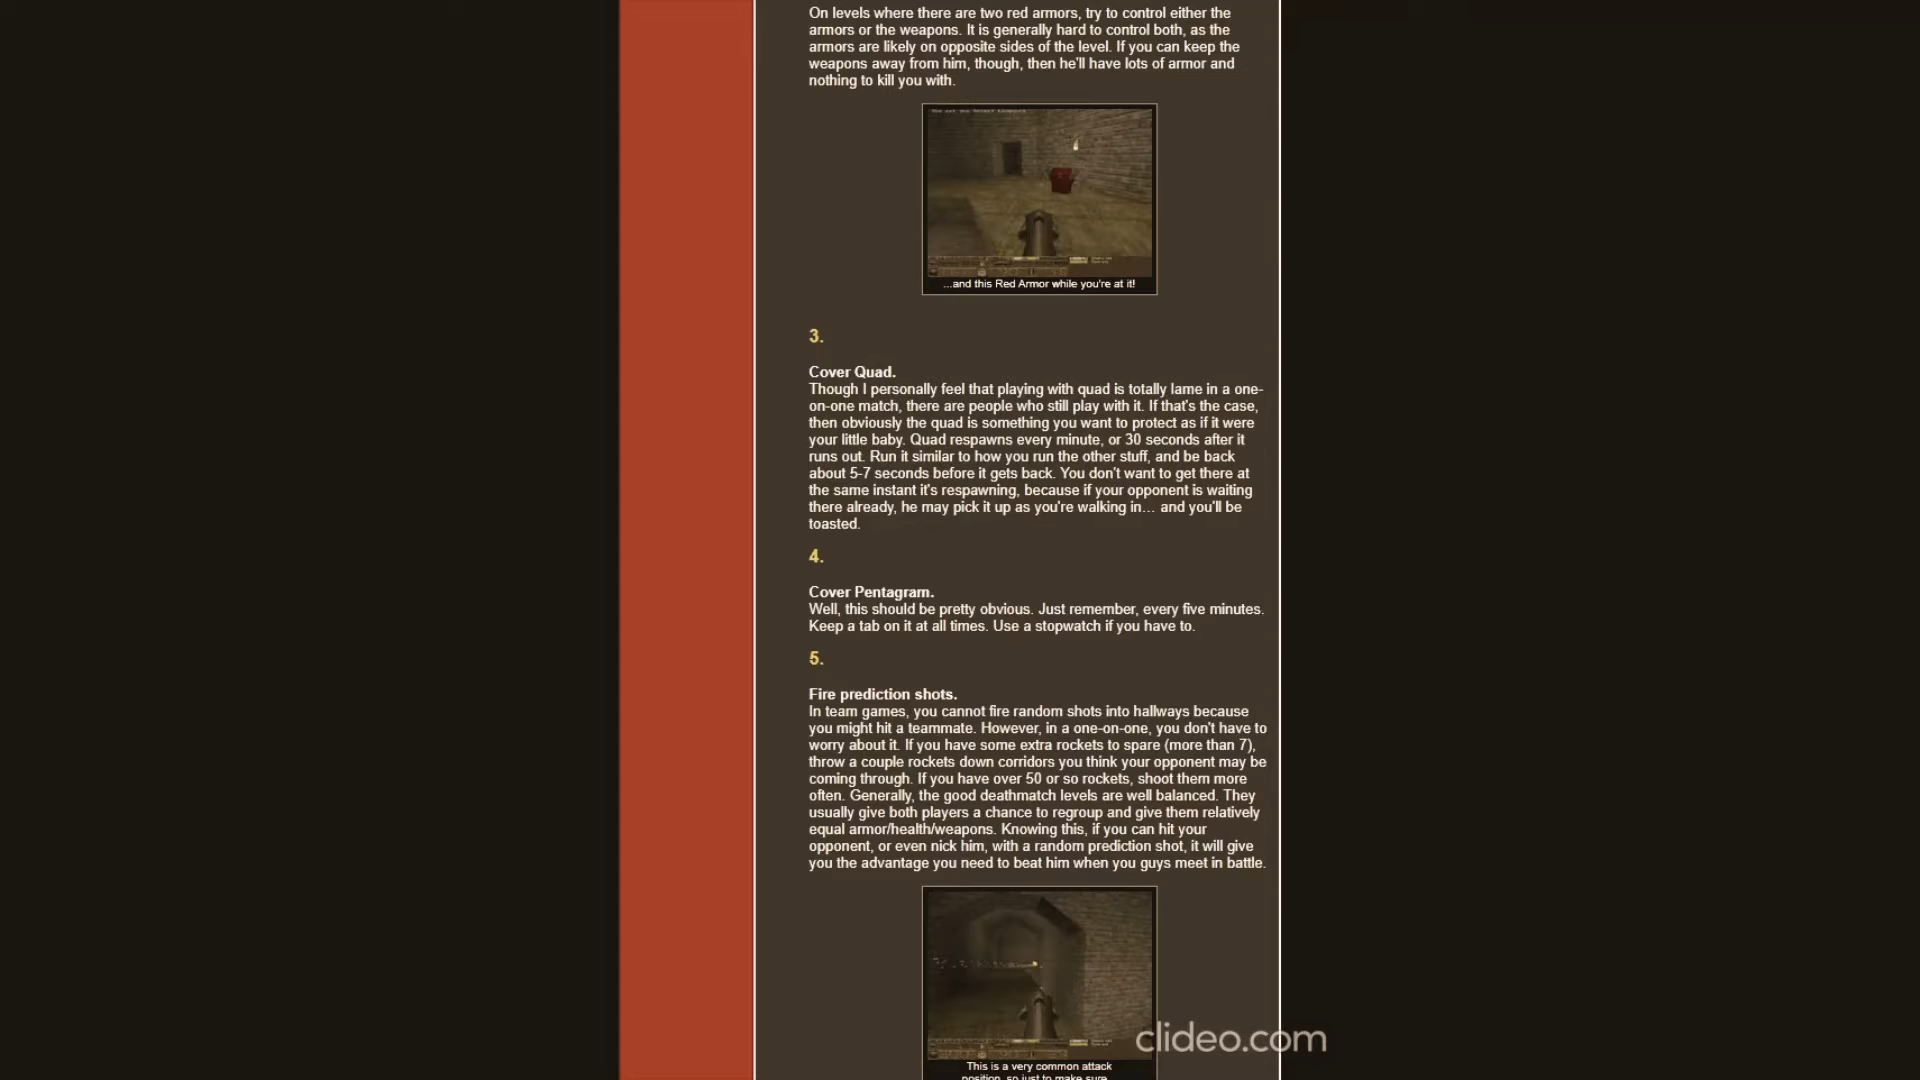 On levels where there are two red armors, try to control either the
armors or the weapons. It is generally hard to control both, as the
armors are likely on opposite sides of the level. If you can keep the
weapons away from him, though, then he'll have lots of armor and
nothing to kill you with.
...and this Red Armor while you're at it!
3.
Cover Quad.
Though I personally feel that playing with quad is totally lame in a one-
on-one match, there are people who still play with it. If that's the case,
then obviously the quad is something you want to protect as if it were
your little baby. Quad respawns every minute, or 30 seconds after it
runs out. Run it similar to how you run the other stuff, and be back
about 5-7 seconds before it gets back. You don't want to get there at
the same instant it's respawning, because if your opponent is waiting
there already, he may pick it up as you're walking in... and you'll be
toasted.
4.
Cover Pentagram.
Well, this should be pretty obvious. Just remember, every five minutes.
Keep a tab on it at all times. Use a stopwatch if you have to.
5.
Fire prediction shots.
In team games, you cannot fire random shots into hallways because
you might hit a teammate. However, in a one-on-one, you don't have to
worry about it. If you have some extra rockets to spare (more than 7),
throw a couple rockets down corridors you think your opponent may be
coming through. If you have over 50 or so rockets, shoot them more
often. Generally, the good deathmatch levels are well balanced. They
usually give both players a chance to regroup and give them relatively
equal armor/health/weapons. Knowing this, if you can hit your
opponent, or even nick him, with a random prediction shot, it will give
you the advantage you need to beat him when you guys meet in battle.
clideo.com
This is a very common attack
position, so just to make sure